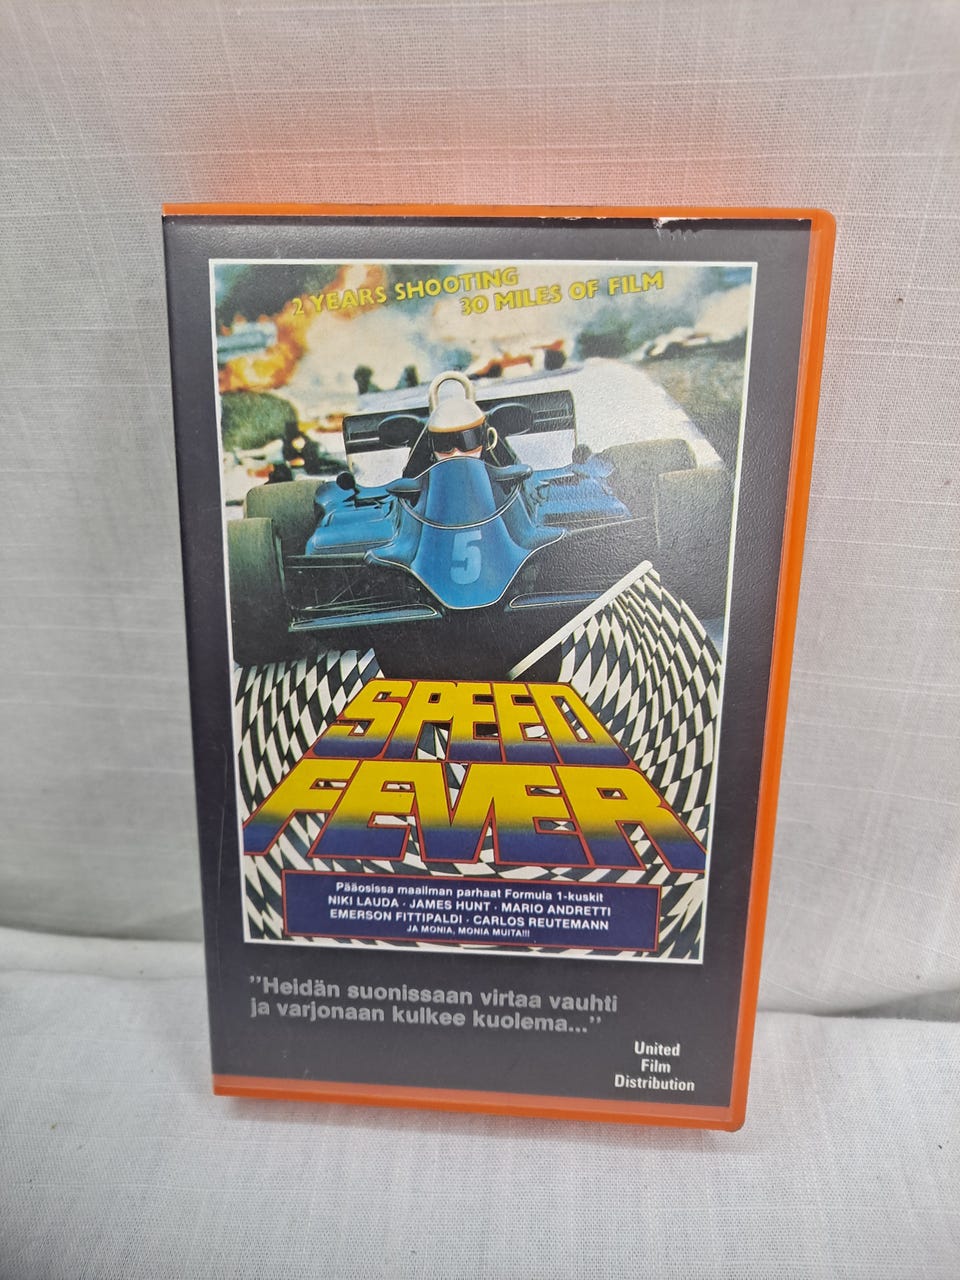 2 YEARS SHOOTING
30 MILES OF FILM
5
SPEED
FEVER
Pääosissa maailman parhaat Formula 1-kuskit
NIKI LAUDA · JAMES HUNT · MARIO ANDRETTI
EMERSON FITTIPALDI · CARLOS REUTEMANN
JA MONIA, MONIA MUITA!!!
”Heidän suonissaan virtaa vauhti
ja varjonaan kulkee kuolema...”
United
Film
Distribution